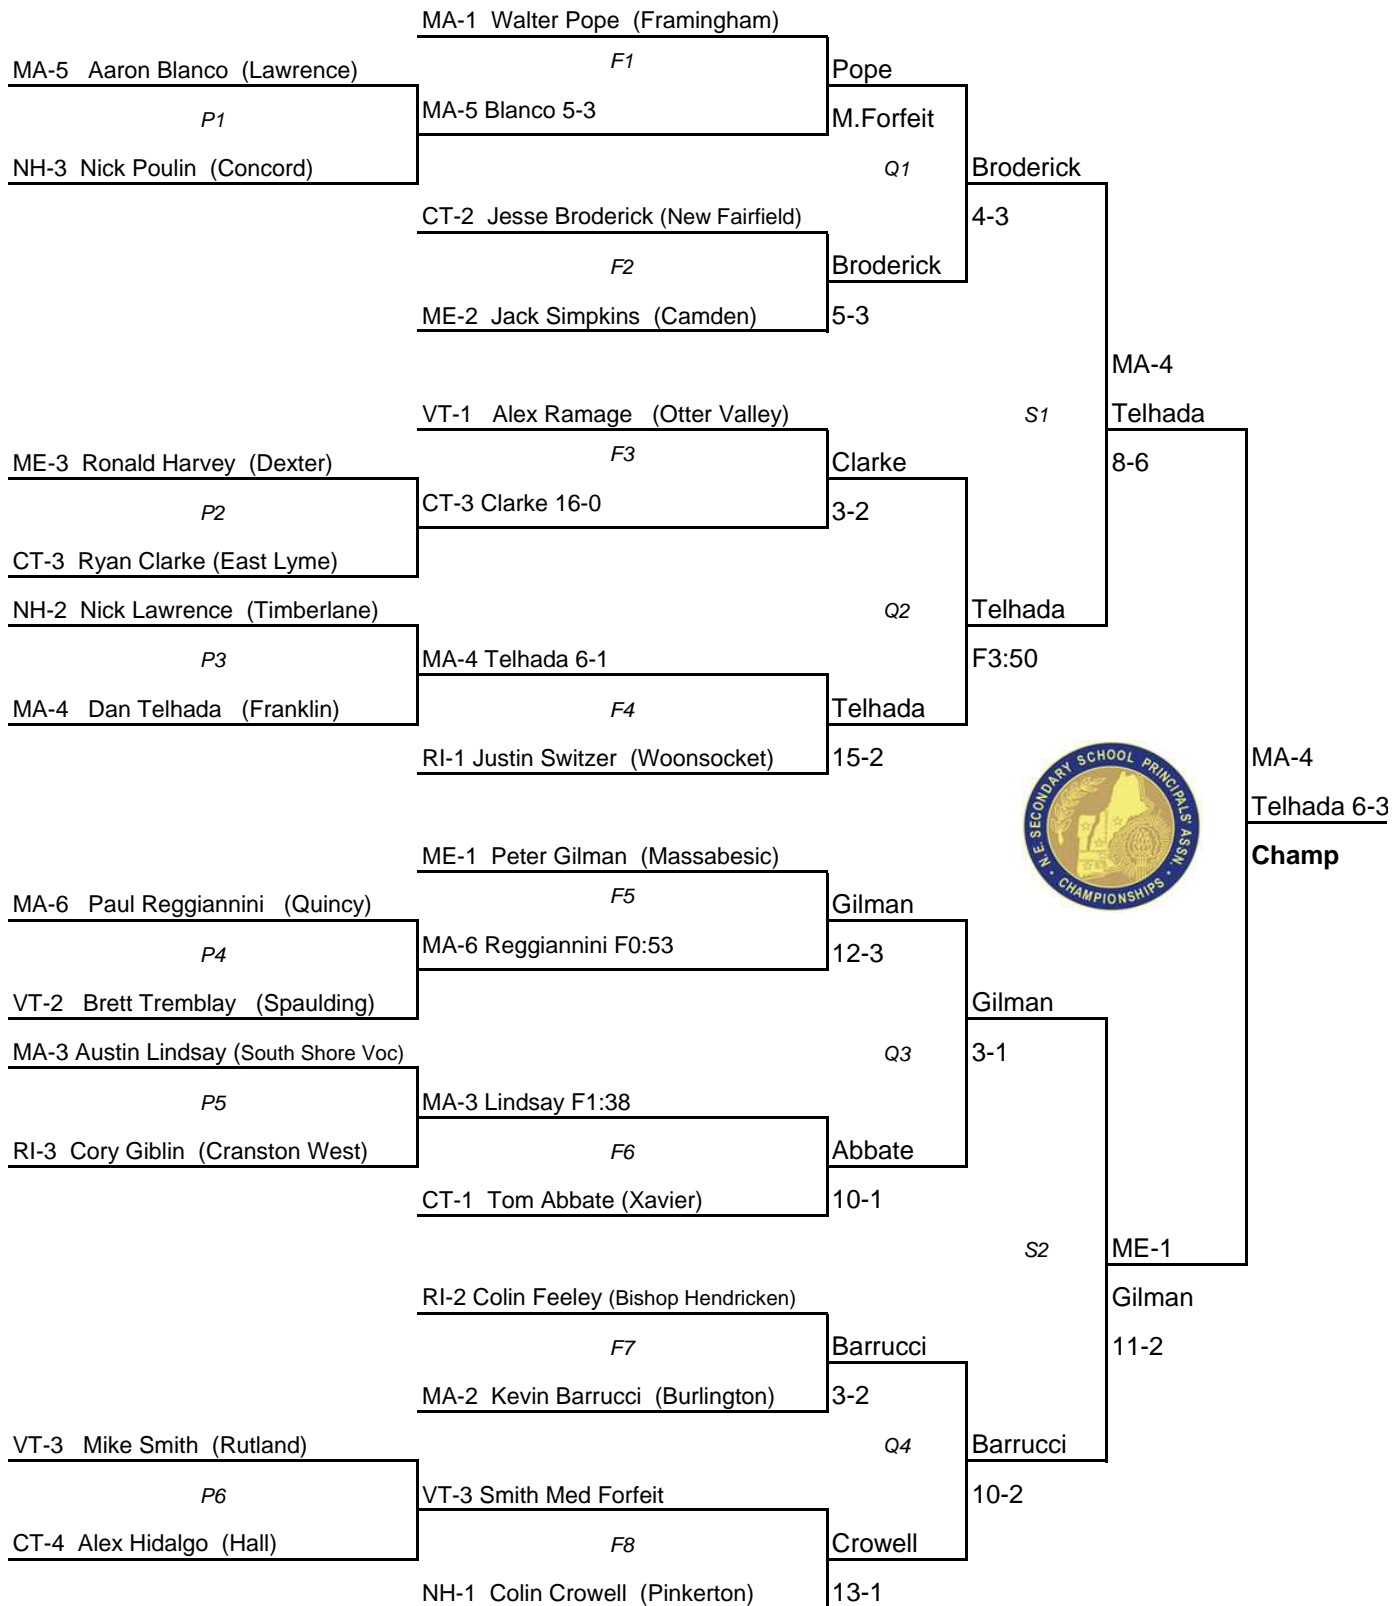 MA-1 Walter Pope (Framingham)
F1
MA-5 Aaron Blanco (Lawrence)
Pope
P1
MA-5 Blanco 5-3
M.Forfeit
NH-3 Nick Poulin (Concord)
Q1
Broderick
CT-2 Jesse Broderick (New Fairfield)
4-3
F2
Broderick
ME-2 Jack Simpkins (Camden)
5-3
MA-4
VT-1 Alex Ramage (Otter Valley)
S1
Telhada
ME-3 Ronald Harvey (Dexter)
F3
Clarke
8-6
P2
CT-3 Clarke 16-0
3-2
CT-3 Ryan Clarke (East Lyme)
NH-2 Nick Lawrence (Timberlane)
Q2
Telhada
P3
MA-4 Telhada 6-1
F3:50
MA-4 Dan Telhada (Franklin)
F4
Telhada
RI-1 Justin Switzer (Woonsocket)
15-2
MA-4
Telhada 6-3
Champ
N.E. SECONDARY SCHOOL PRINCIPALS' ASSN.
• CHAMPIONSHIPS •
ME-1 Peter Gilman (Massabesic)
MA-6 Paul Reggiannini (Quincy)
F5
Gilman
P4
MA-6 Reggiannini F0:53
12-3
VT-2 Brett Tremblay (Spaulding)
Gilman
MA-3 Austin Lindsay (South Shore Voc)
Q3
3-1
P5
MA-3 Lindsay F1:38
RI-3 Cory Giblin (Cranston West)
F6
Abbate
CT-1 Tom Abbate (Xavier)
10-1
S2
ME-1
RI-2 Colin Feeley (Bishop Hendricken)
Gilman
F7
Barrucci
11-2
MA-2 Kevin Barrucci (Burlington)
3-2
VT-3 Mike Smith (Rutland)
Q4
Barrucci
P6
VT-3 Smith Med Forfeit
10-2
CT-4 Alex Hidalgo (Hall)
F8
Crowell
NH-1 Colin Crowell (Pinkerton)
13-1